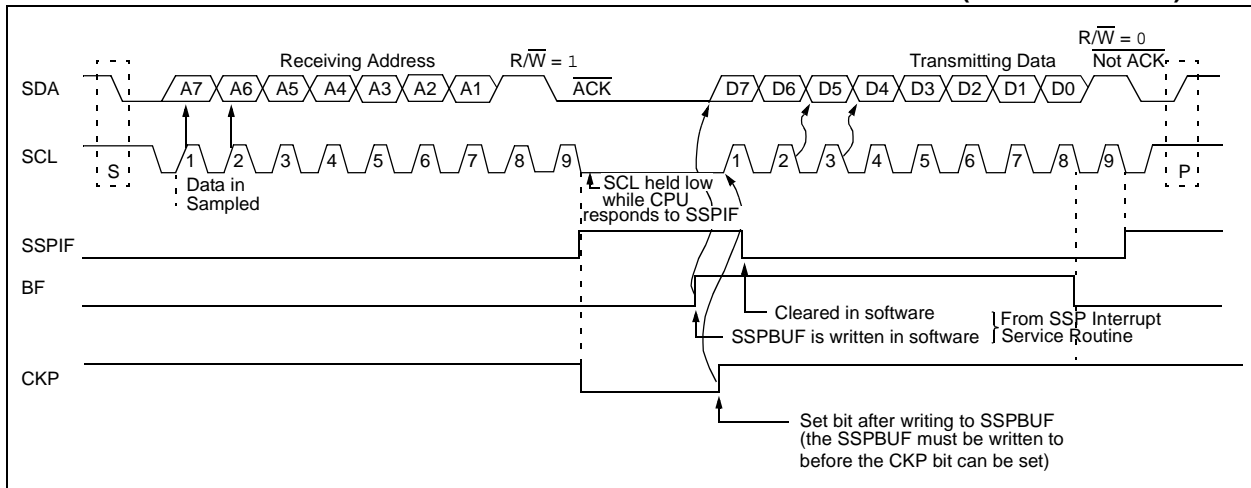 R/W = 0
Receiving Address
R/W = 1
Transmitting Data
Not ACK
SDA
A7 A6 A5 A4 A3 A2 A1
ACK
D7 D6 D5 D4 D3 D2 D1 D0
SCL
S
1 2 3 4 5 6 7 8 9
1 2 3 4 5 6 7 8 9
P
Data in
Sampled
SCL held low
while CPU
responds to SSPIF
SSPIF
BF
Cleared in software
SSPBUF is written in software
From SSP Interrupt
Service Routine
CKP
Set bit after writing to SSPBUF
(the SSPBUF must be written to
before the CKP bit can be set)